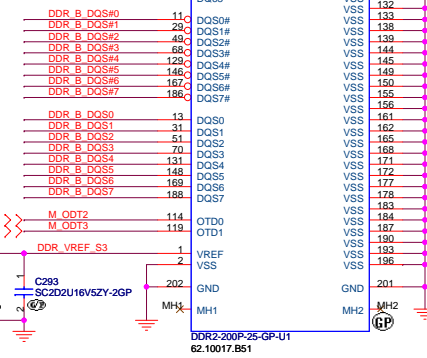 VSS 132
DDR_B_DQS#0 11 DQS0# VSS 133
DDR_B_DQS#1 29 DQS1# VSS 138
DDR_B_DQS#2 49 DQS2# VSS 139
DDR_B_DQS#3 68 DQS3# VSS 144
DDR_B_DQS#4 129 DQS4# VSS 145
DDR_B_DQS#5 146 DQS5# VSS 149
DDR_B_DQS#6 167 DQS6# VSS 150
DDR_B_DQS#7 186 DQS7# VSS 155
VSS 156
DDR_B_DQS0 13 DQS0 VSS 161
DDR_B_DQS1 31 DQS1 VSS 162
DDR_B_DQS2 51 DQS2 VSS 165
DDR_B_DQS3 70 DQS3 VSS 168
DDR_B_DQS4 131 DQS4 VSS 171
DDR_B_DQS5 148 DQS5 VSS 172
DDR_B_DQS6 169 DQS6 VSS 177
DDR_B_DQS7 188 DQS7 VSS 178
VSS 183
M_ODT2 114 OTD0 VSS 184
M_ODT3 119 OTD1 VSS 187
VSS 190
DDR_VREF_S3 1 VREF VSS 193
2 VSS VSS 196
1
C293 202 GND GND 201
SC2D2U16V5ZY-2GP
2 GP MH1 MH1 MH2 MH2
GP
DDR2-200P-25-GP-U1
62.10017.B51